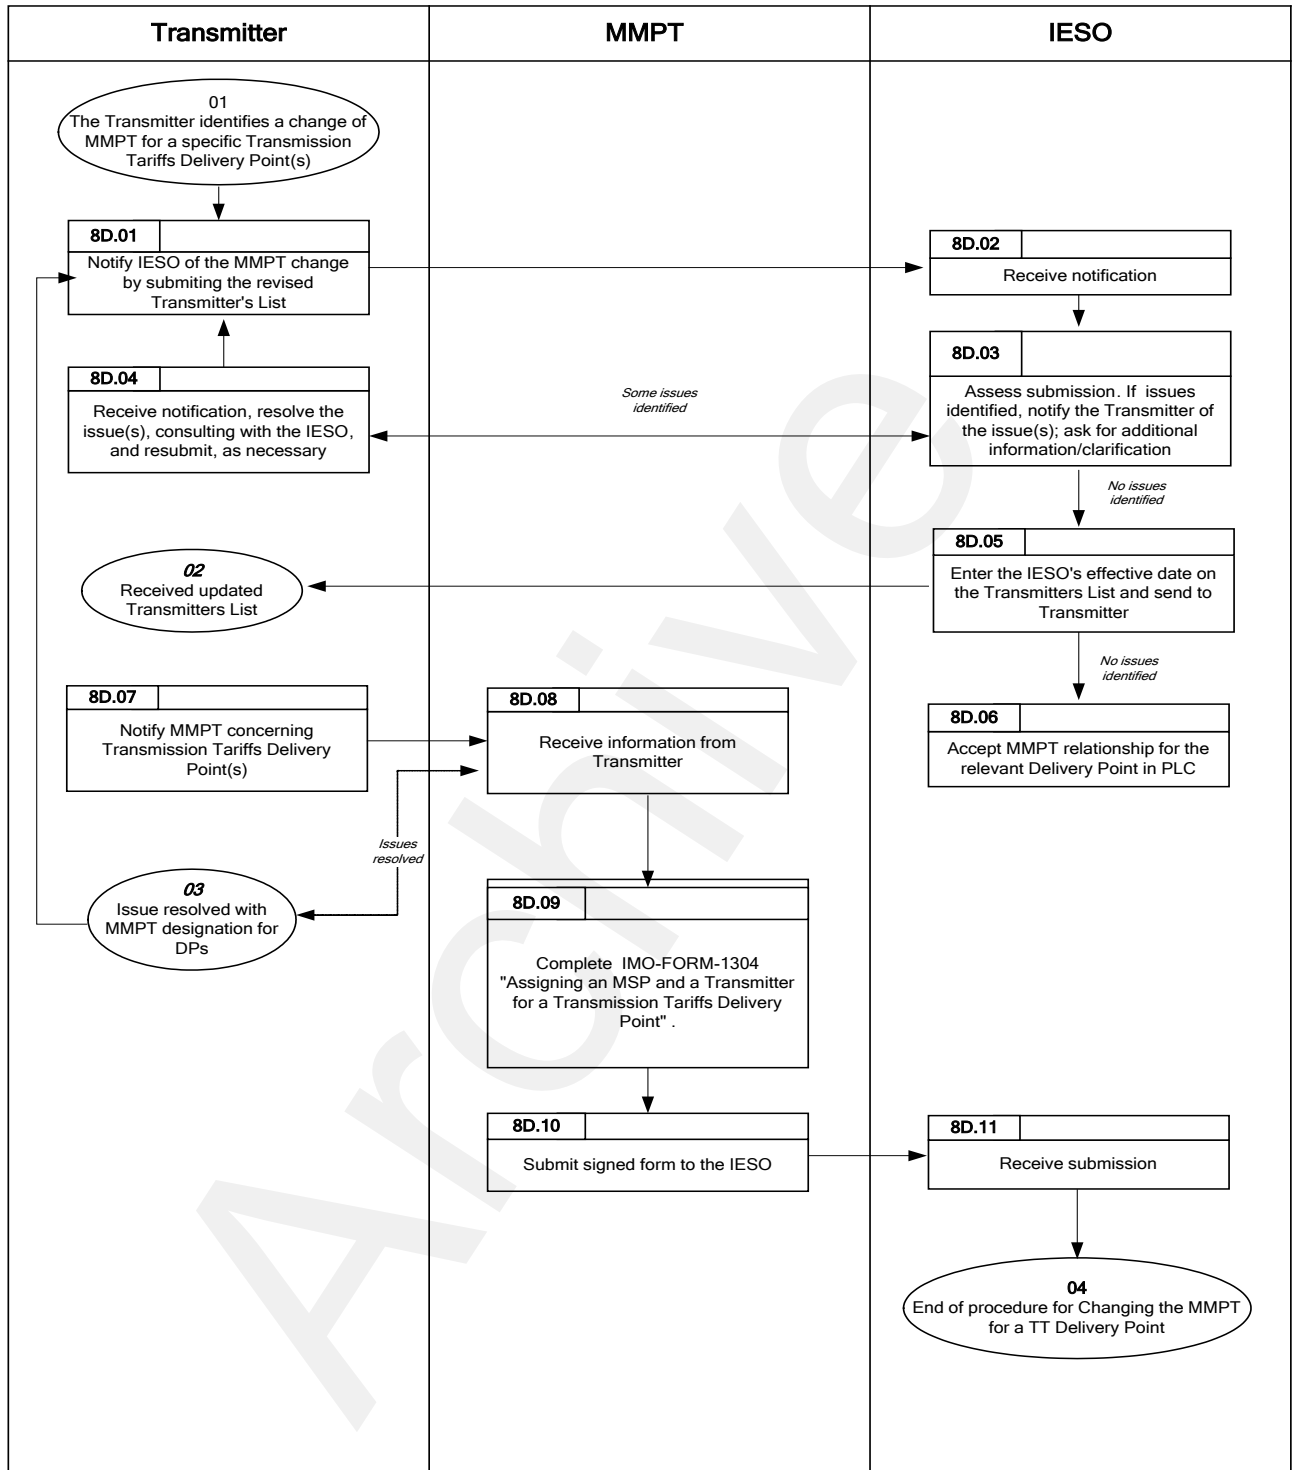 Transmitter
MMPT
IESO
01
The Transmitter identifies a change of
MMPT for a specific Transmission
Tariffs Delivery Point(s)
8D.01
Notify IESO of the MMPT change
by submiting the revised
Transmitter's List
8D.02
Receive notification
8D.03
Assess submission. If issues
identified, notify the Transmitter of
the issue(s); ask for additional
information/clarification
8D.04
Receive notification, resolve the
issue(s), consulting with the IESO,
and resubmit, as necessary
Some issues
identified
No issues
identified
8D.05
Enter the IESO's effective date on
the Transmitters List and send to
Transmitter
02
Received updated
Transmitters List
No issues
identified
8D.06
Accept MMPT relationship for the
relevant Delivery Point in PLC
8D.07
Notify MMPT concerning
Transmission Tariffs Delivery
Point(s)
8D.08
Receive information from
Transmitter
Issues
resolved
03
Issue resolved with
MMPT designation for
DPs
8D.09
Complete IMO-FORM-1304
"Assigning an MSP and a Transmitter
for a Transmission Tariffs Delivery
Point" .
8D.10
Submit signed form to the IESO
8D.11
Receive submission
04
End of procedure for Changing the MMPT
for a TT Delivery Point
Archive